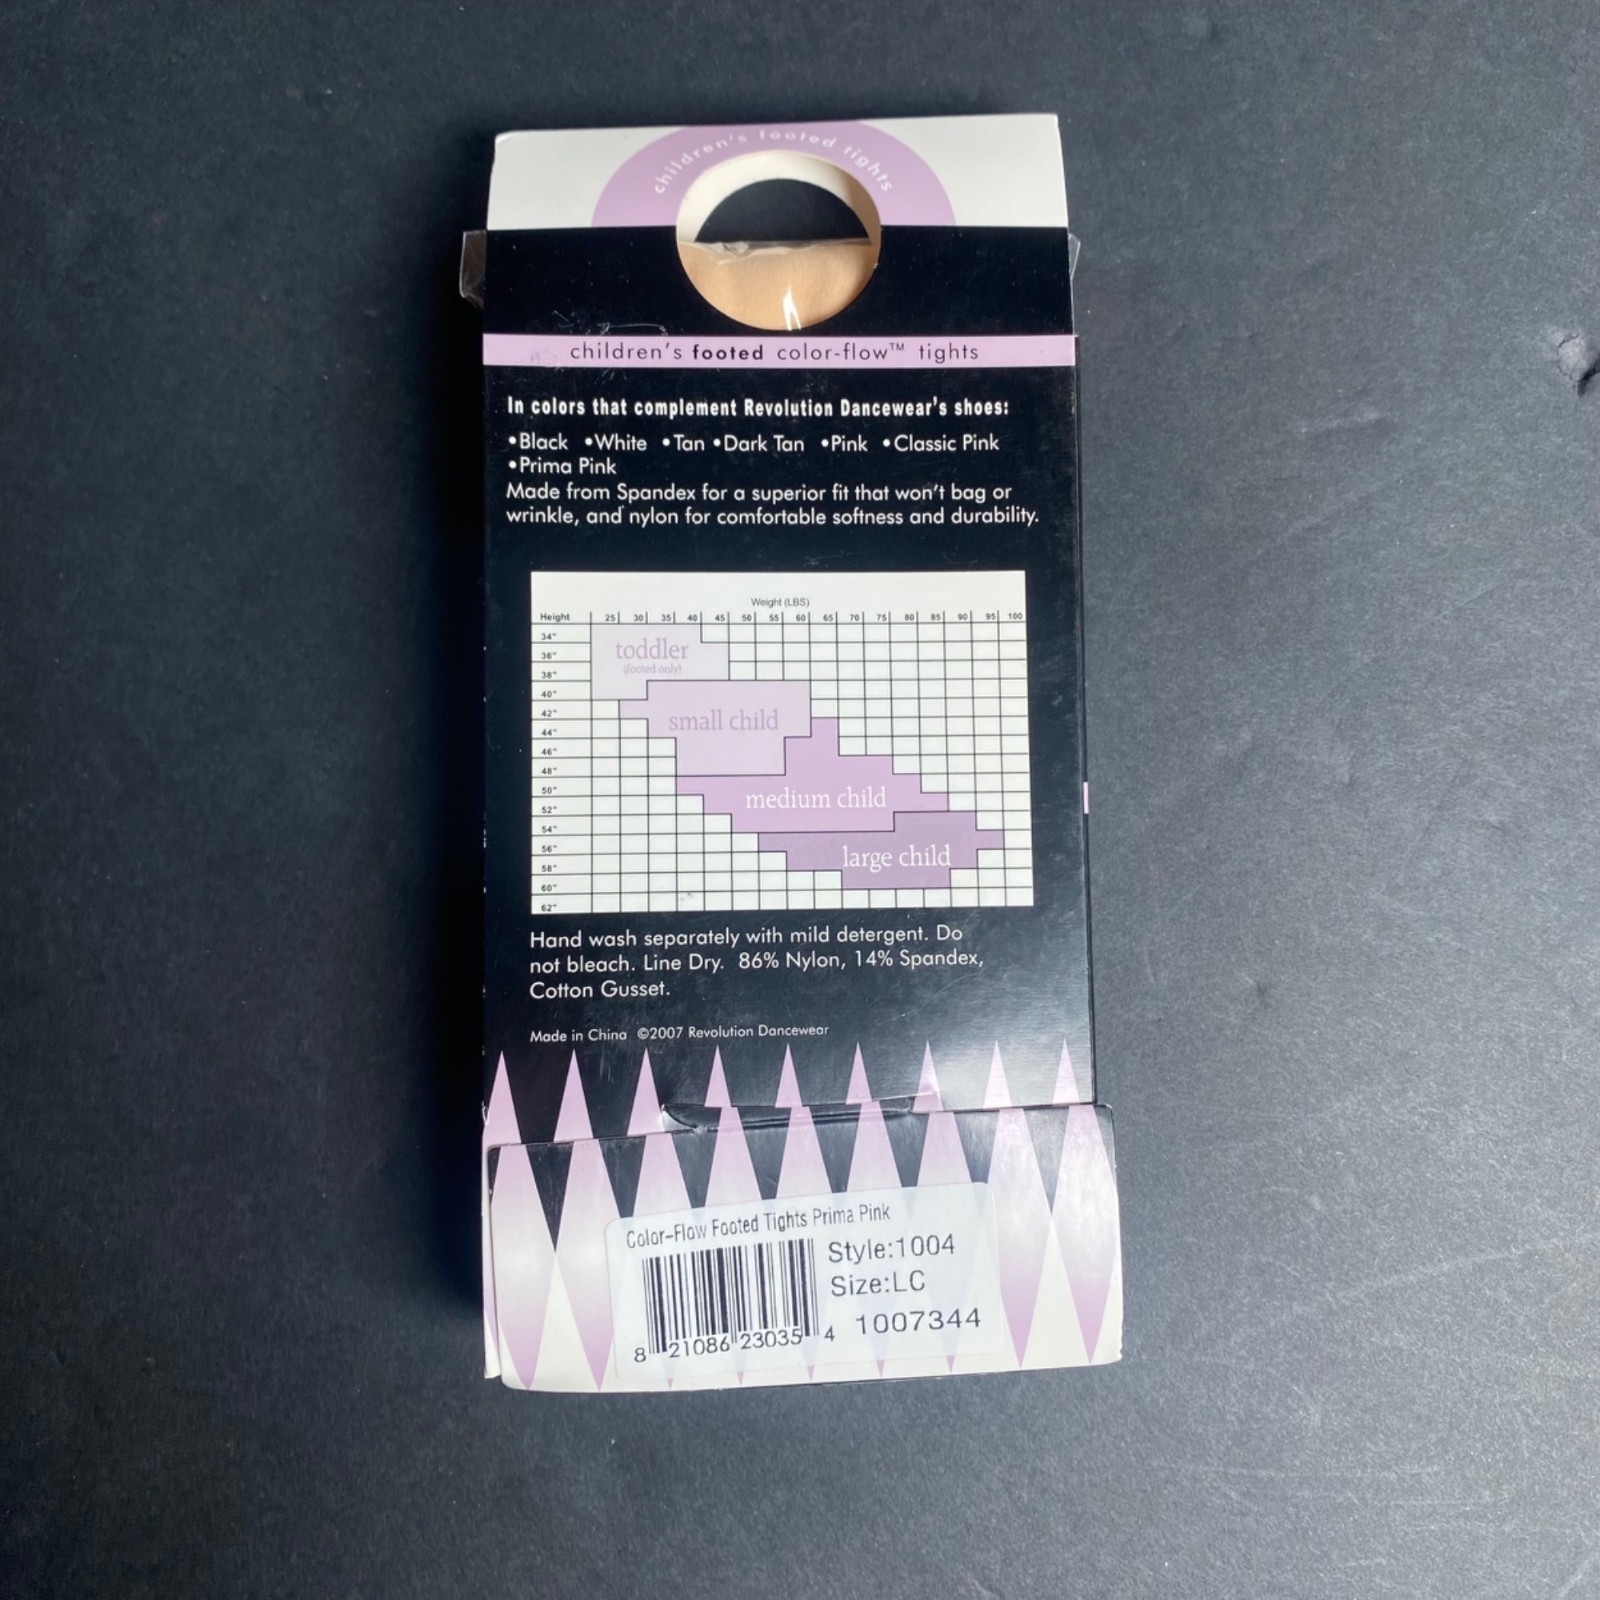 children's footed tights
children's footed color-flow™ tights
In colors that complement Revolution Dancewear's shoes:
•Black •White •Tan •Dark Tan •Pink •Classic Pink
•Prima Pink
Made from Spandex for a superior fit that won't bag or
wrinkle, and nylon for comfortable softness and durability.
Weight (LBS)
Height 25 30 35 40 45 50 55 60 65 70 75 80 85 90 95 100
34"
36"
38"
40"
42"
44"
46"
48"
50"
52"
54"
56"
58"
60"
62"
toddler
(footed only)
small child
medium child
large child
Hand wash separately with mild detergent. Do
not bleach. Line Dry. 86% Nylon, 14% Spandex,
Cotton Gusset.
Made in China ©2007 Revolution Dancewear
Color-Flow Footed Tights Prima Pink
Style:1004
Size:LC
8 21086 23035 4 1007344